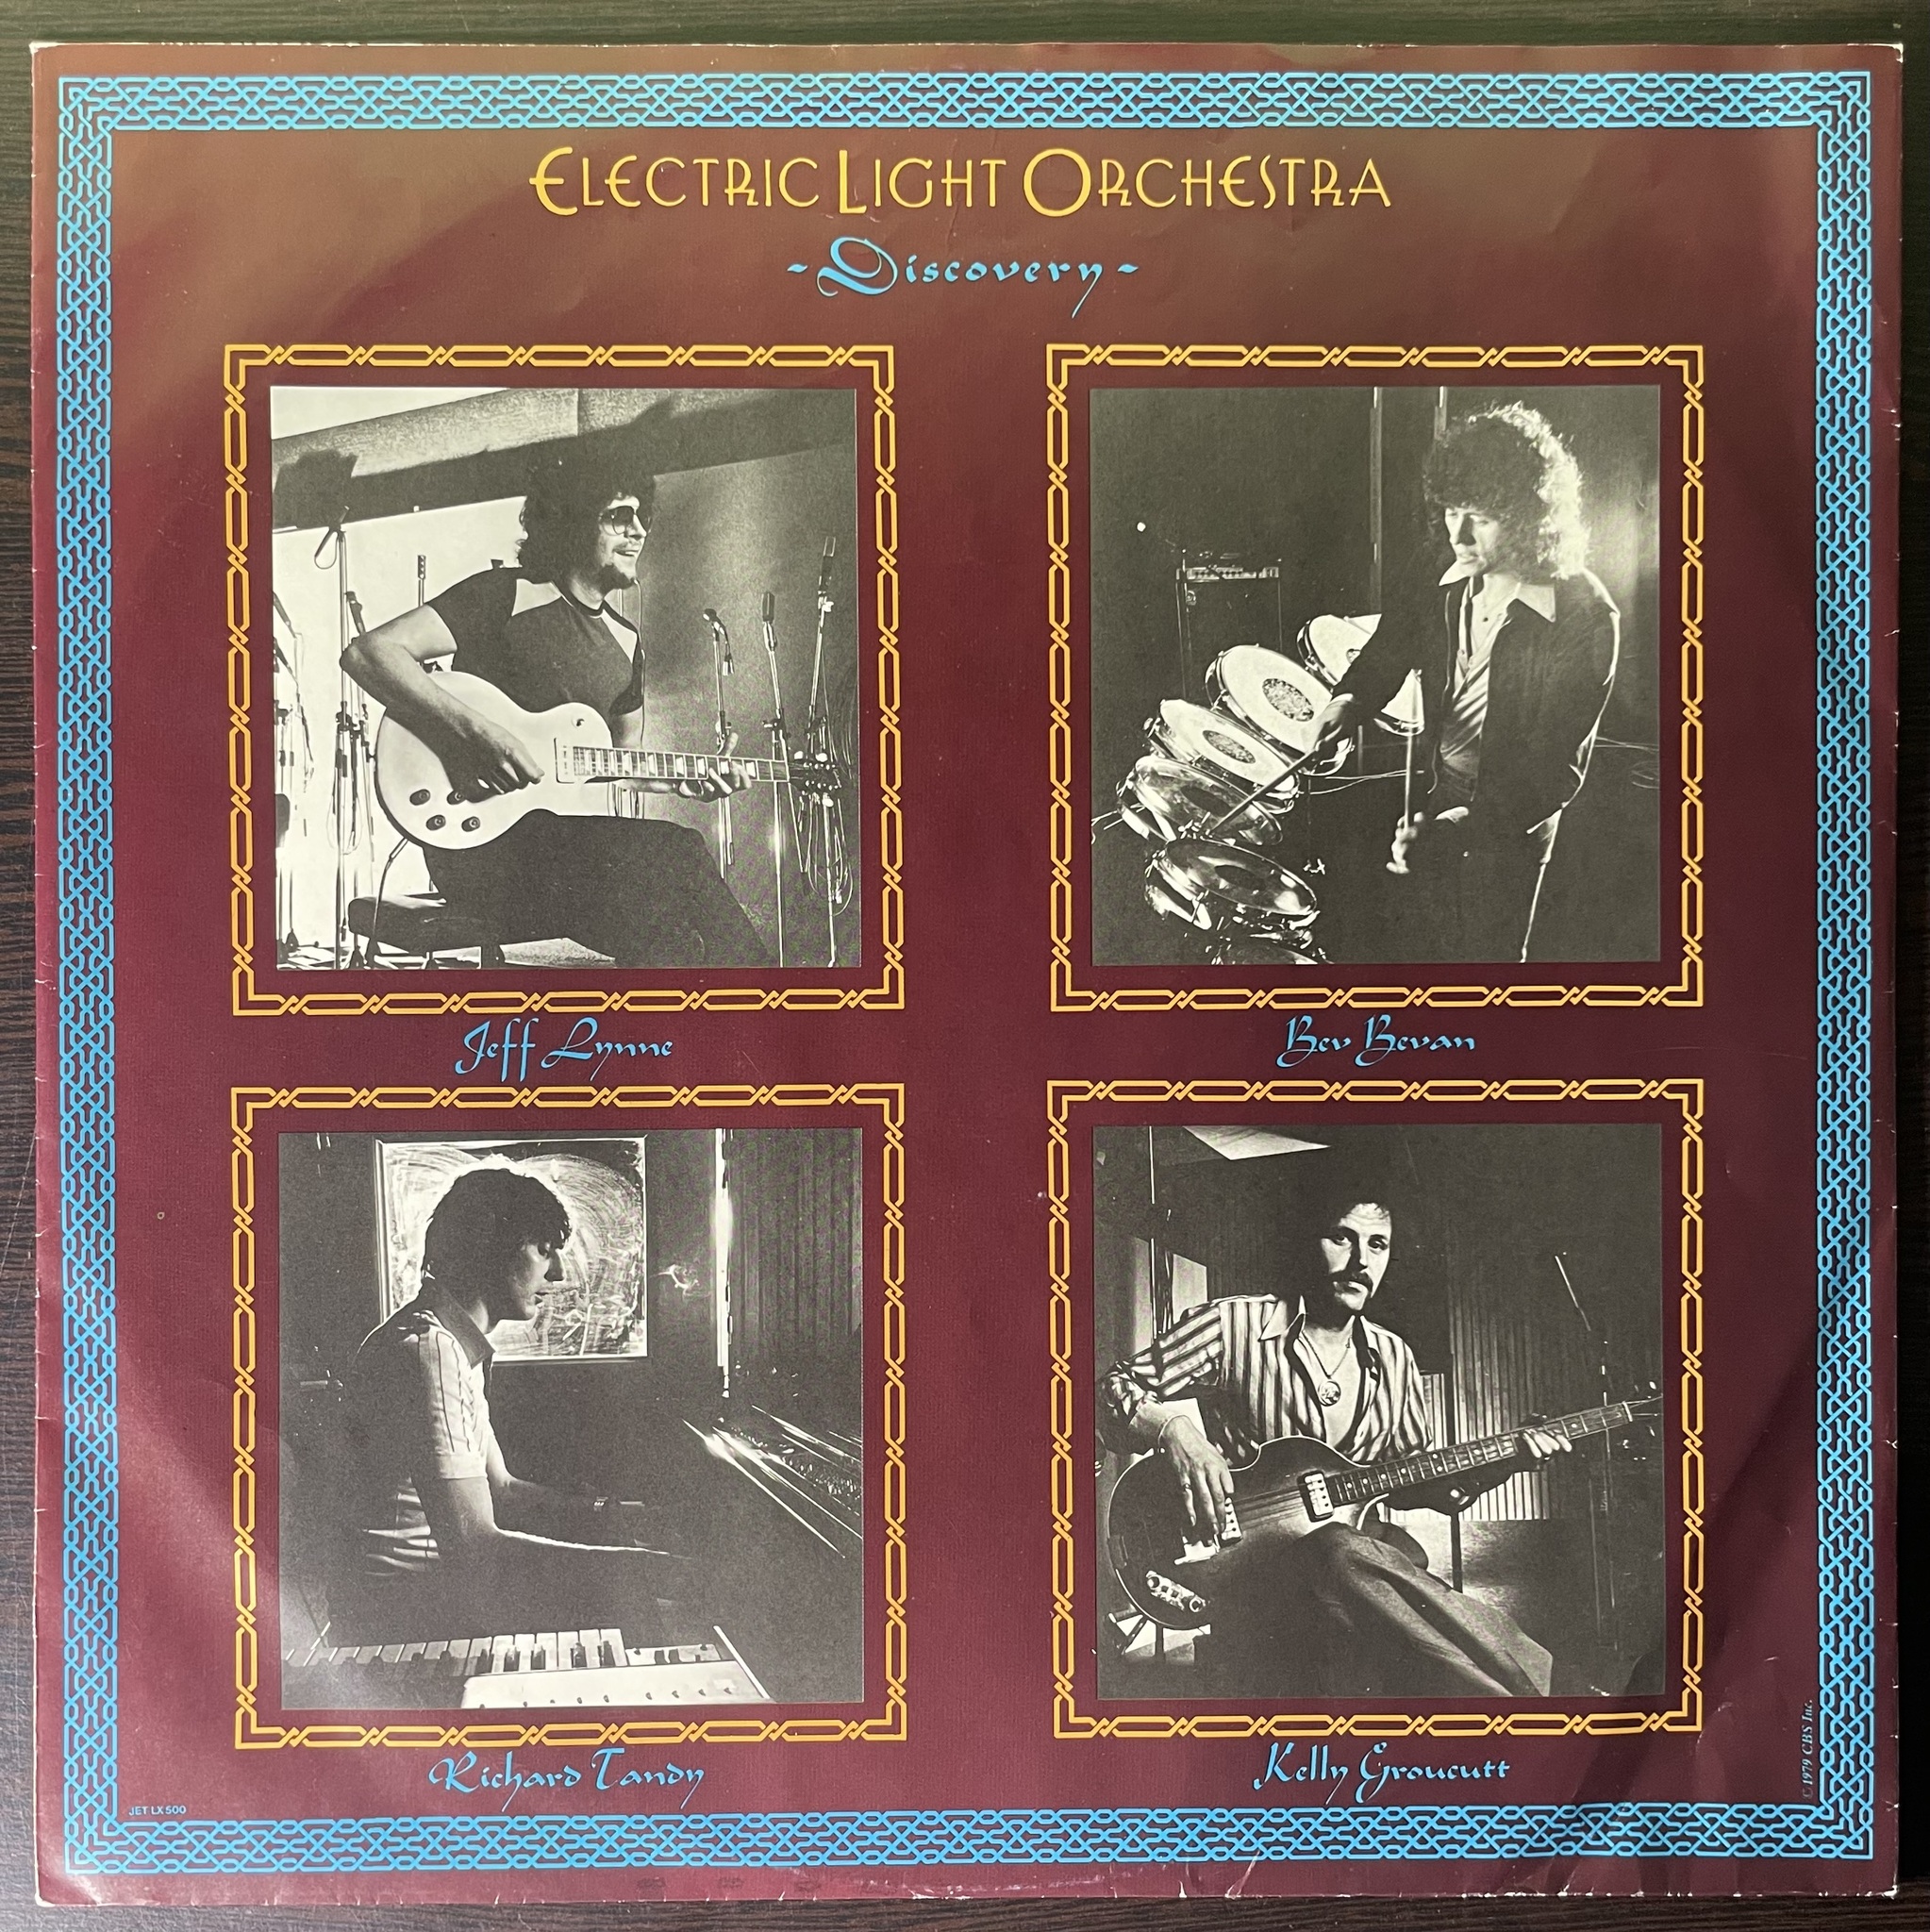 ELECTRIC LIGHT ORCHESTRA
-Discovery-
Jeff Lynne
Bev Bevan
Richard Tandy
Kelly Groucutt
JET LX 500
© 1979 CBS Inc.